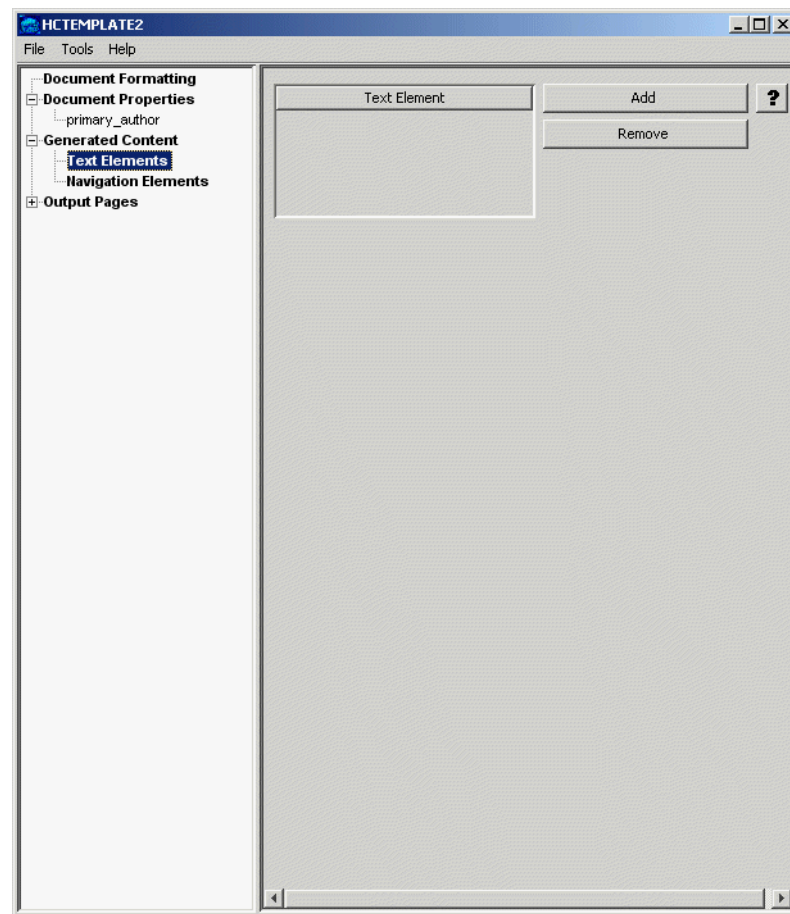 HCTEMPLATE2
File Tools Help
Document Formatting
Document Properties
primary_author
Generated Content
Text Elements
Navigation Elements
Output Pages
Text Element
Add
?
Remove